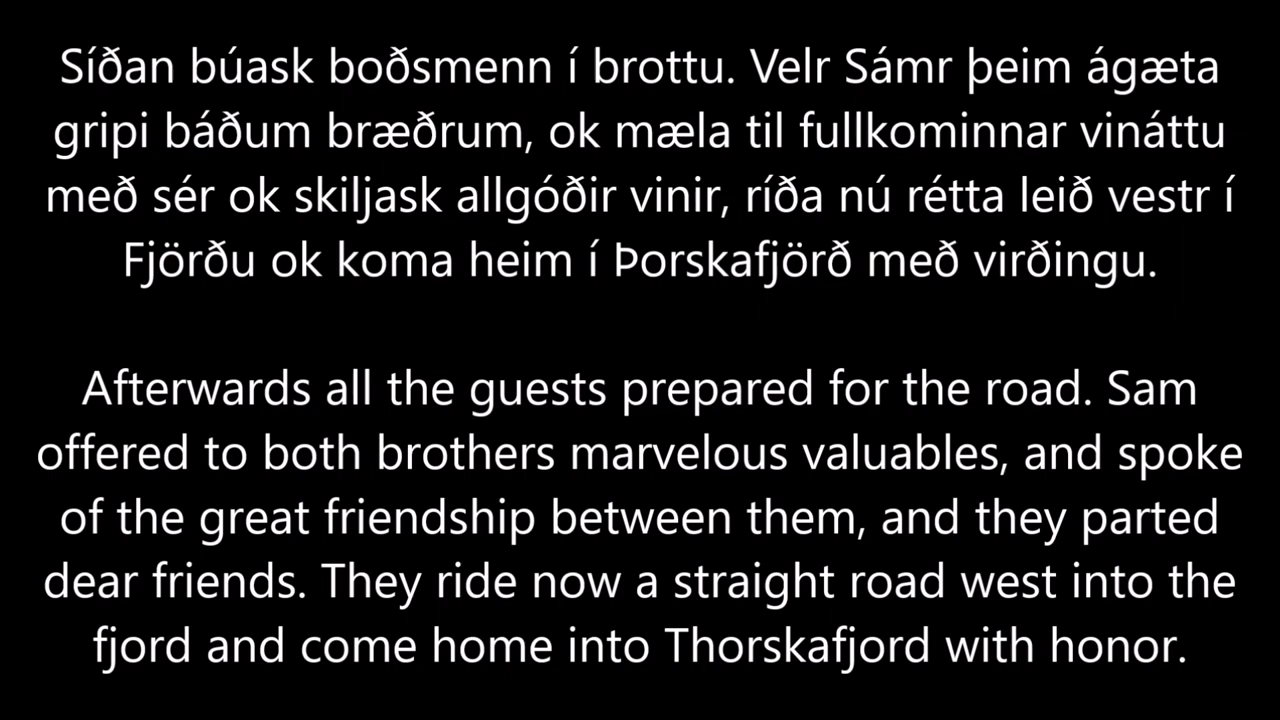 Síðan búask boðsmenn í brottu. Velr Sámr þeim ágæta
gripi báðum bræðrum, ok mæla til fullkominnar vináttu
með sér ok skiljask allgóðir vinir, ríða nú rétta leið vestr í
Fjörðu ok koma heim í Þorskafjörð með virðingu.
Afterwards all the guests prepared for the road. Sam
offered to both brothers marvelous valuables, and spoke
of the great friendship between them, and they parted
dear friends. They ride now a straight road west into the
fjord and come home into Thorskafjord with honor.